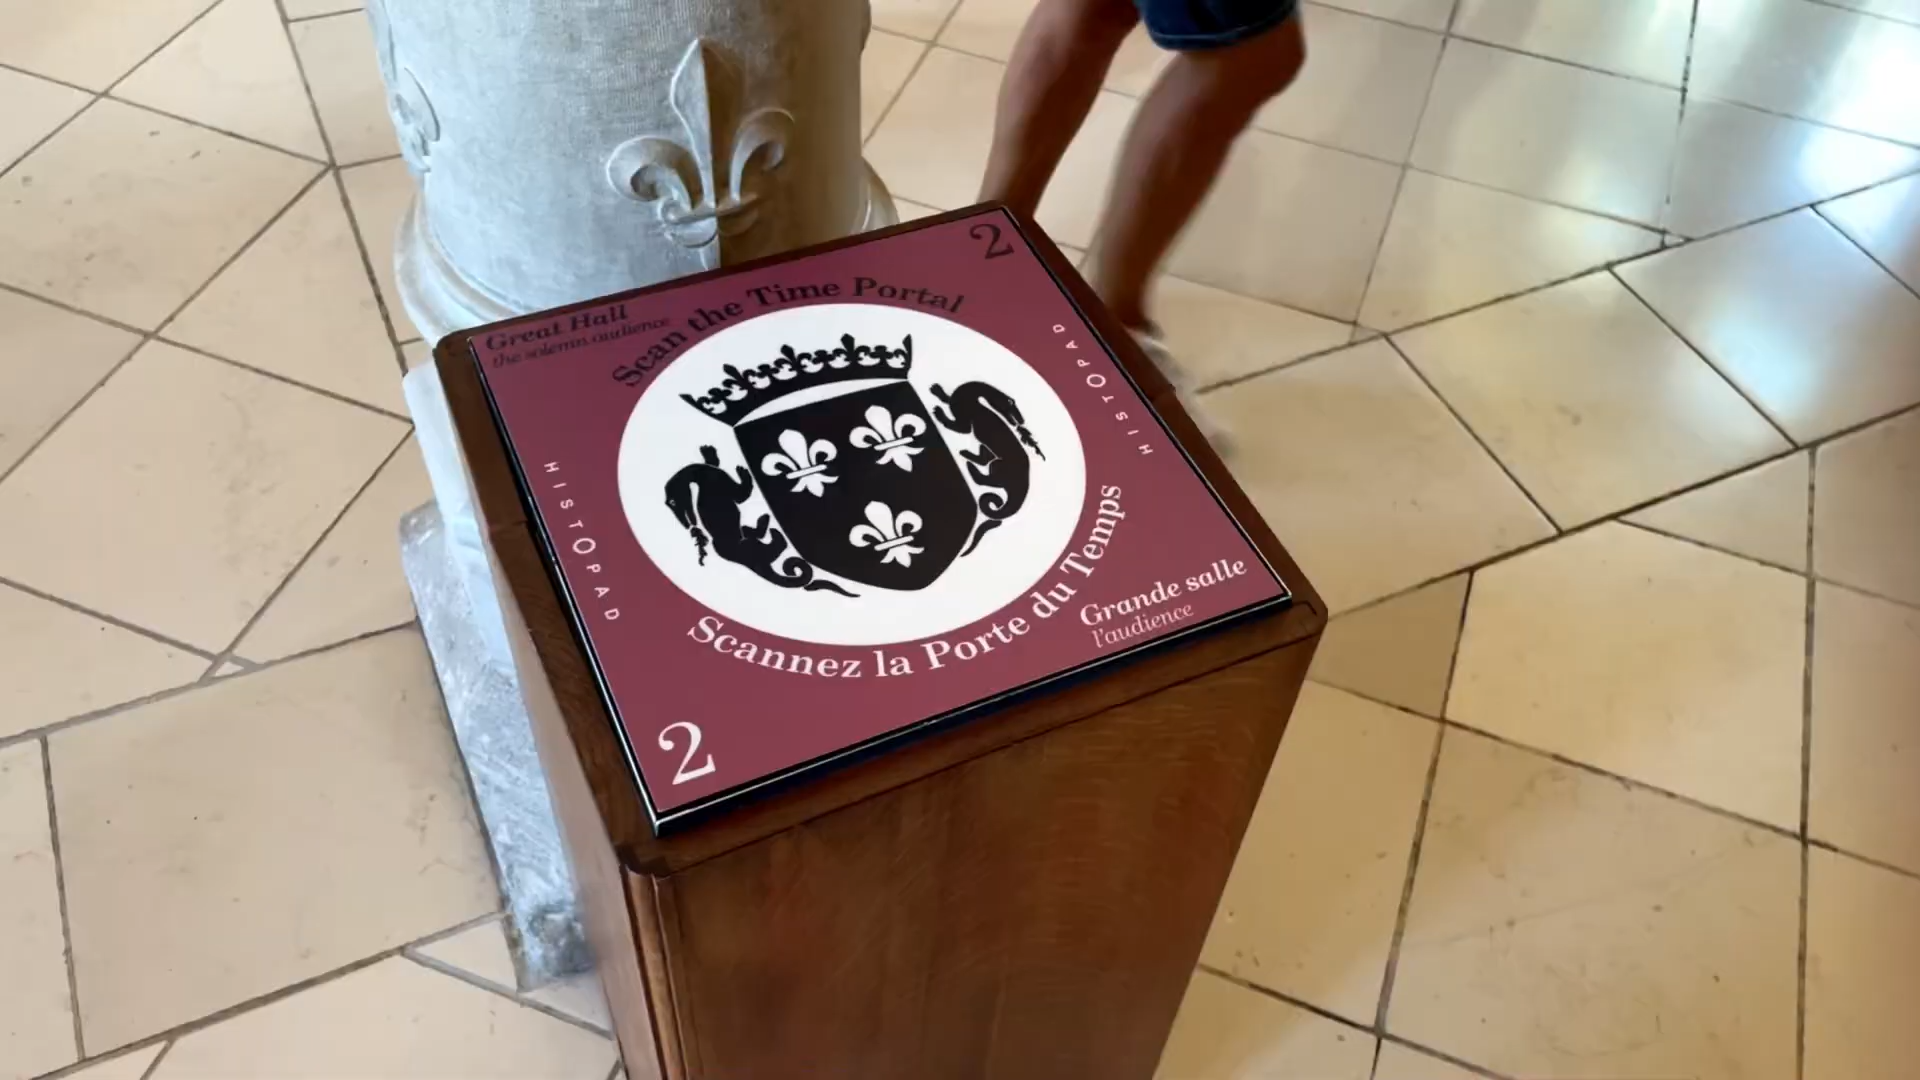 2
Scan the Time Portal
Great Hall
the solemn audience
HISTOPAD
HISTOPAD
Scannez la Porte du Temps
Grande salle
l'audience
2